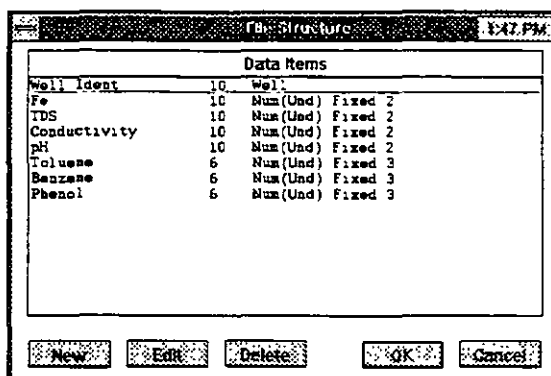 File Structure 1:47 PM
Data Items
Well Ident 10 Well
Fe 10 Num(Und) Fixed 2
TDS 10 Num(Und) Fixed 2
Conductivity 10 Num(Und) Fixed 2
pH 10 Num(Und) Fixed 2
Toluene 6 Num(Und) Fixed 3
Benzene 6 Num(Und) Fixed 3
Phenol 6 Num(Und) Fixed 3
New Edit Delete OK Cancel